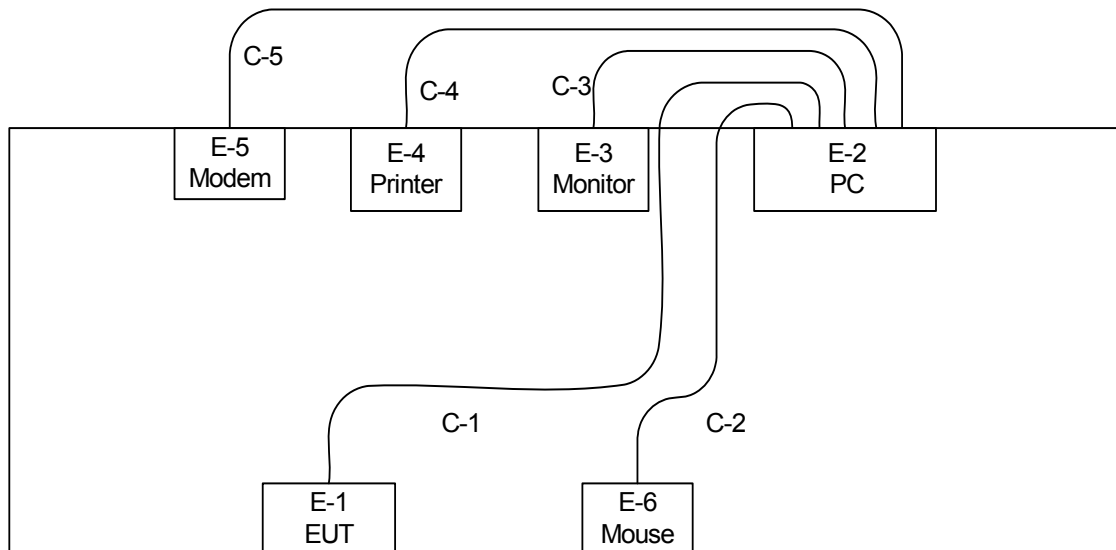 C-5
C-4
C-3
E-5
Modem
E-4
Printer
E-3
Monitor
E-2
PC
C-1
C-2
E-1
EUT
E-6
Mouse